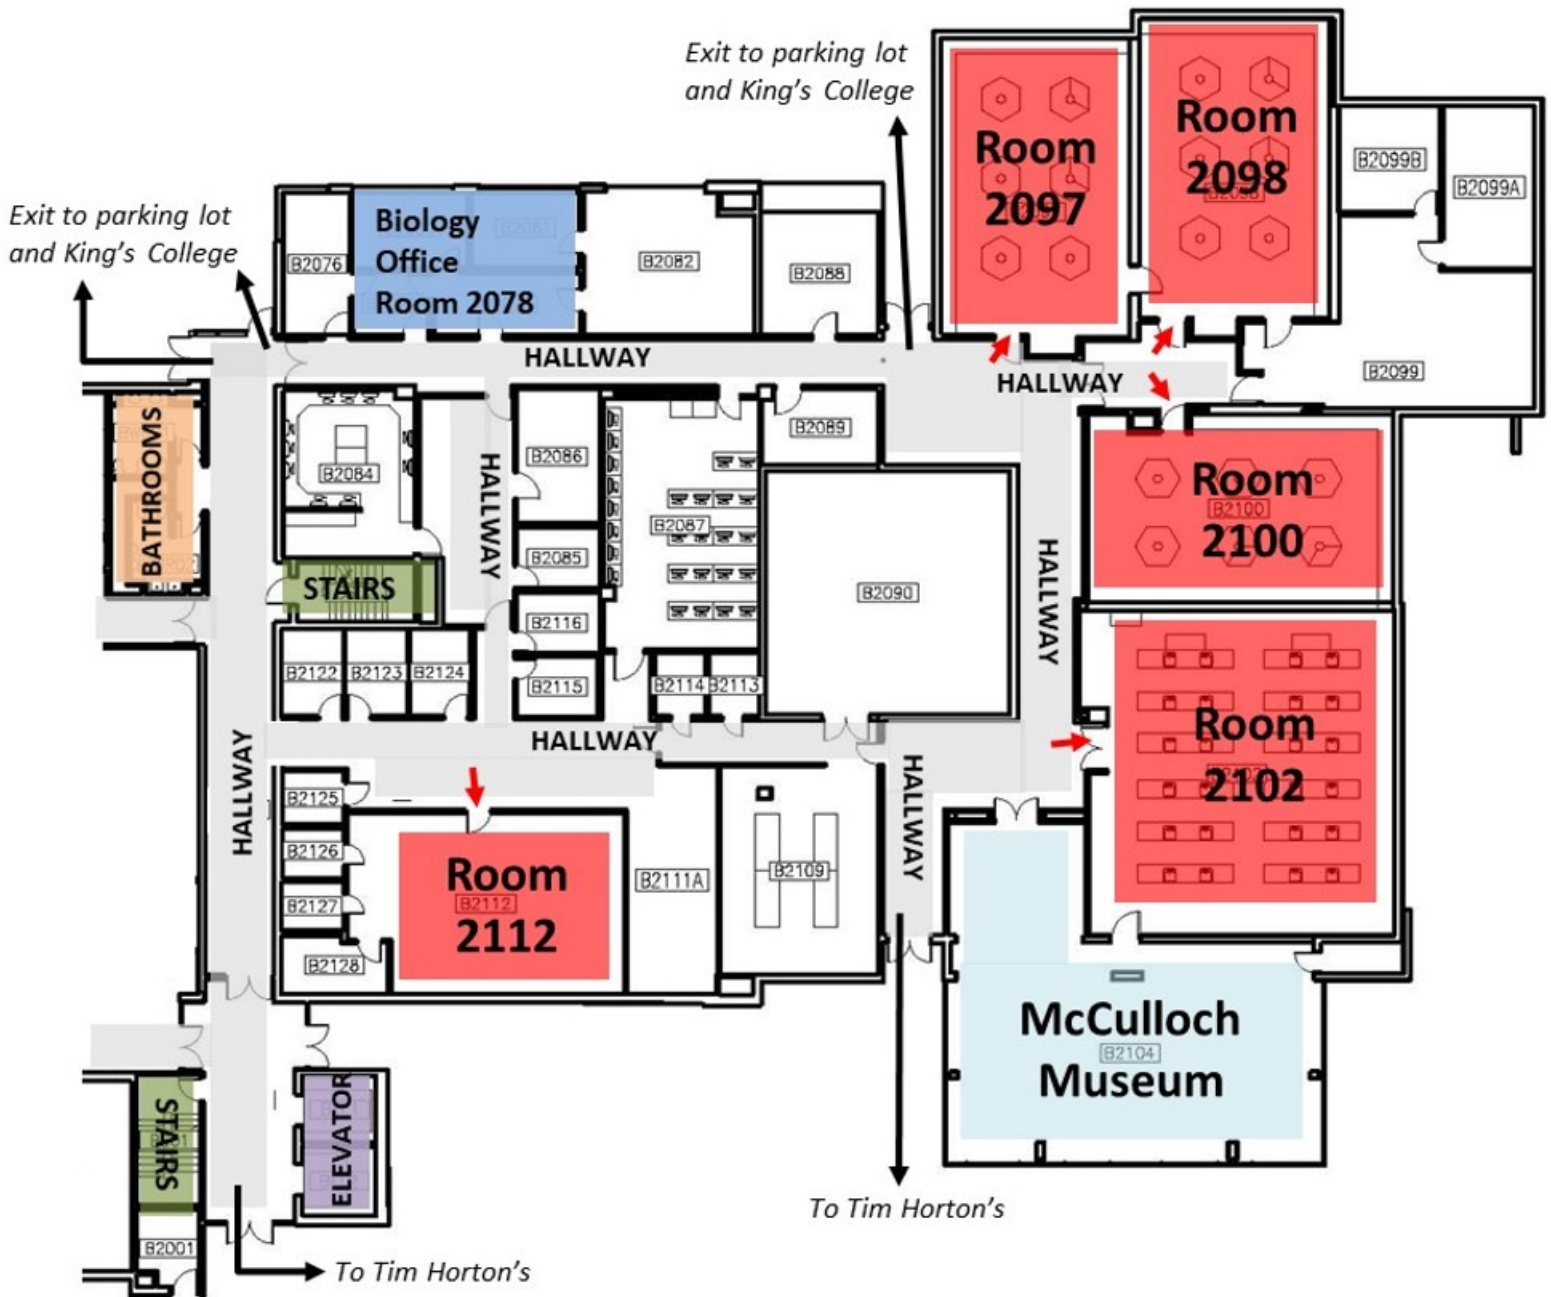 Exit to parking lot
and King's College
Room
2097
Room
2098
B2099B
B2099A
Exit to parking lot
and King's College
B2076
Biology
Office
Room 2078
B2082
B2088
HALLWAY
HALLWAY
B2099
BATHROOMS
B2084
HALLWAY
B2086
B2089
B2087
B2085
Room
B2100
2100
STAIRS
B2090
HALLWAY
B2116
B2122
B2123
B2124
B2115
B2114
B2113
HALLWAY
HALLWAY
Room
2102
HALLWAY
B2125
B2126
B2127
B2128
Room
B2112
2112
B2111A
B2109
McCulloch
B2104
Museum
STAIRS
ELEVATOR
B2001
To Tim Horton's
To Tim Horton's